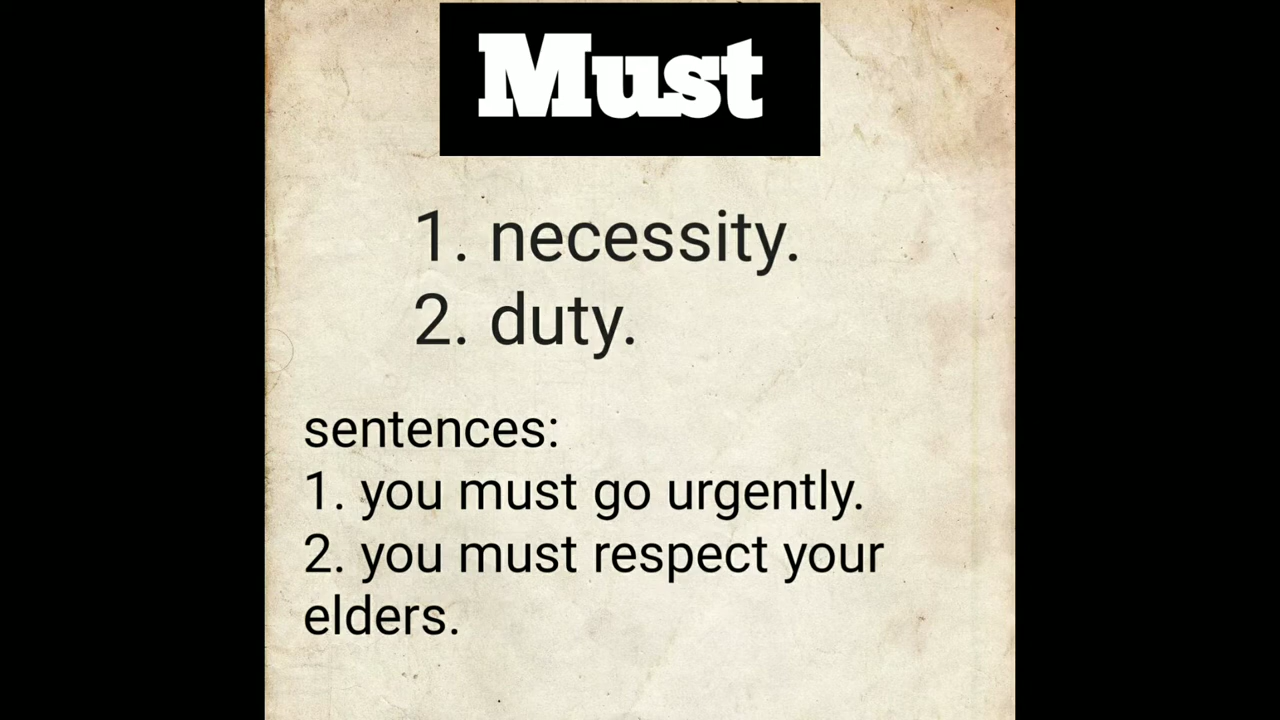 Must
1. necessity.
2. duty.
sentences:
1. you must go urgently.
2. you must respect your
elders.